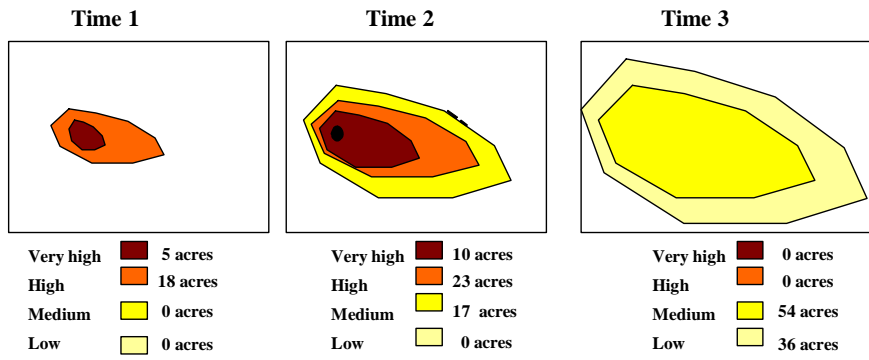 Time 1
Time 2
Time 3
Very high 5 acres
High 18 acres
Medium 0 acres
Low 0 acres
Very high 10 acres
High 23 acres
Medium 17 acres
Low 0 acres
Very high 0 acres
High 0 acres
Medium 54 acres
Low 36 acres